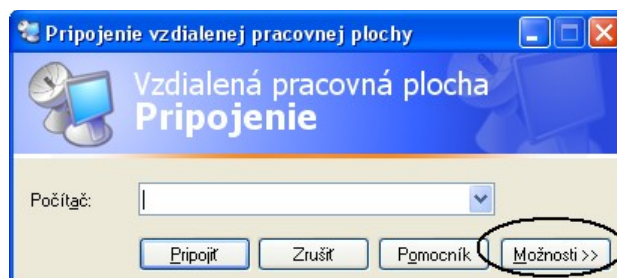 Pripojenie vzdialenej pracovnej plochy
Vzdialená pracovná plocha
Pripojenie
Počítač:
Pripojiť Zrušiť Pomocník Možnosti >>